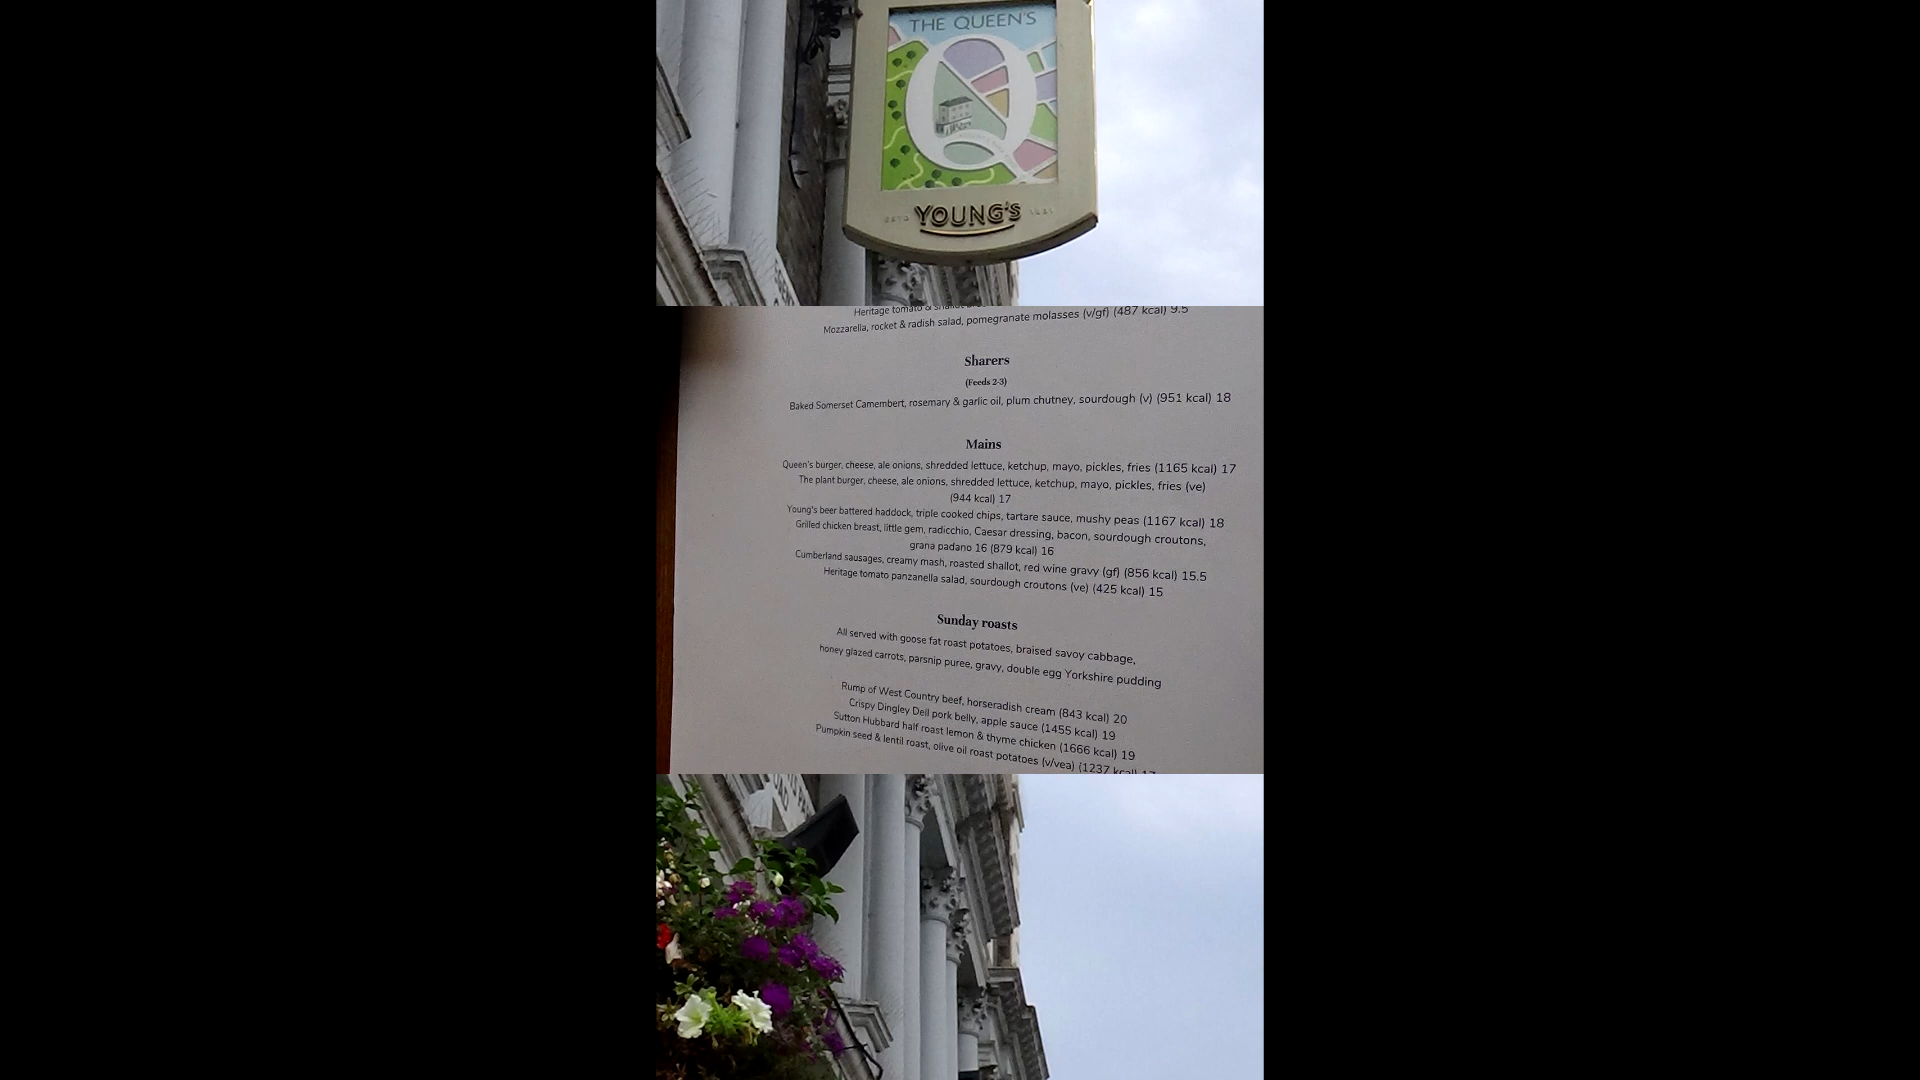 THE QUEEN'S
YOUNG'S
Heritage tomato &
Mozzarella, rocket & radish salad, pomegranate molasses (v/gf) (487 kcal) 9.5
Sharers
(Feeds 2-3)
Baked Somerset Camembert, rosemary & garlic oil, plum chutney, sourdough (v) (951 kcal) 18
Mains
Queen's burger, cheese, ale onions, shredded lettuce, ketchup, mayo, pickles, fries (1165 kcal) 17
The plant burger, cheese, ale onions, shredded lettuce, ketchup, mayo, pickles, fries (ve)
(944 kcal) 17
Young's beer battered haddock, triple cooked chips, tartare sauce, mushy peas (1167 kcal) 18
Grilled chicken breast, little gem, radicchio, Caesar dressing, bacon, sourdough croutons,
grana padano 16 (879 kcal) 16
Cumberland sausages, creamy mash, roasted shallot, red wine gravy (gf) (856 kcal) 15.5
Heritage tomato panzanella salad, sourdough croutons (ve) (425 kcal) 15
Sunday roasts
All served with goose fat roast potatoes, braised savoy cabbage,
honey glazed carrots, parsnip puree, gravy, double egg Yorkshire pudding
Rump of West Country beef, horseradish cream (843 kcal) 20
Crispy Dingley Dell pork belly, apple sauce (1455 kcal) 19
Sutton Hubbard half roast lemon & thyme chicken (1666 kcal) 19
Pumpkin seed & lentil roast, olive oil roast potatoes (v/vea) (1237 kcal)